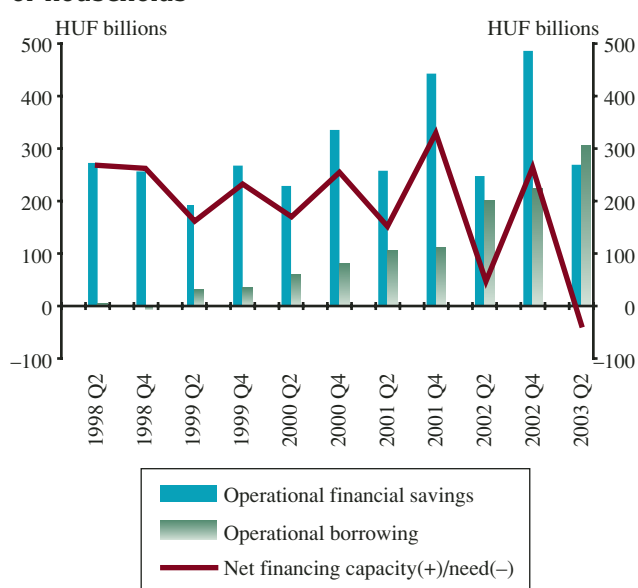 HUF billions HUF billions
500 500
400 400
300 300
200 200
100 100
0 0
–100 –100
1998 Q2
1998 Q4
1999 Q2
1999 Q4
2000 Q2
2000 Q4
2001 Q2
2001 Q4
2002 Q2
2002 Q4
2003 Q2
Operational financial savings
Operational borrowing
Net financing capacity(+)/need(–)